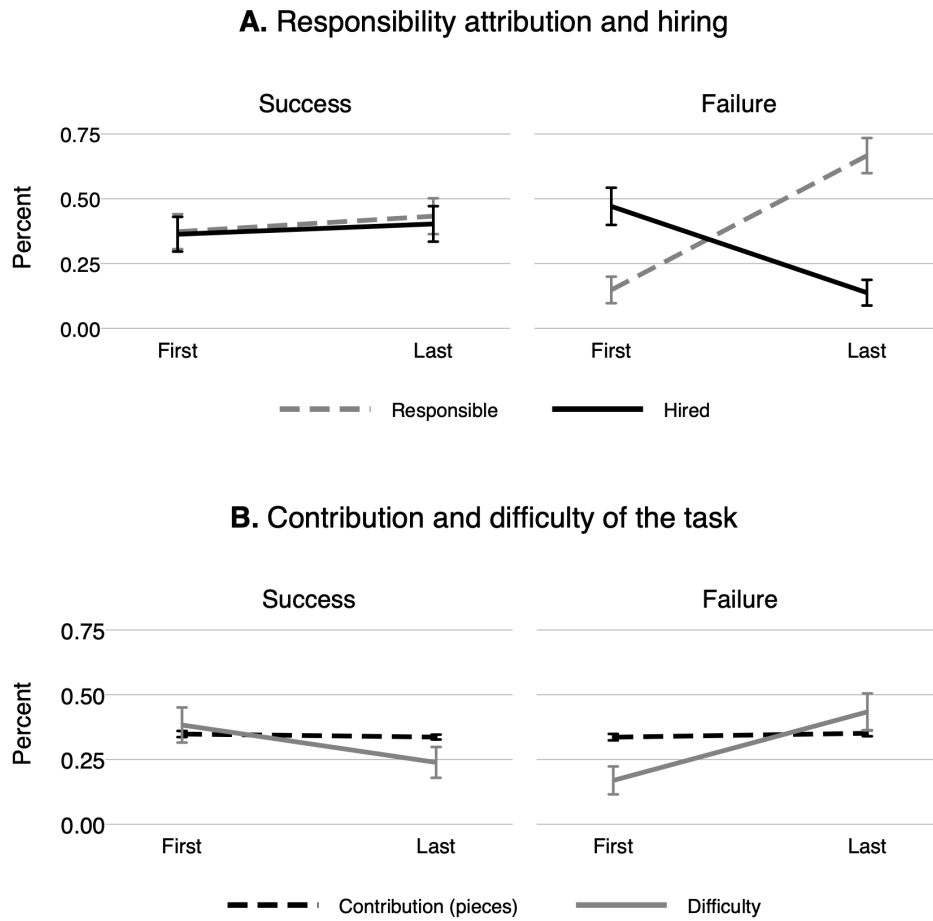 A. Responsibility attribution and hiring
Success Failure
0.75
0.50
0.25
0.00
Percent
First Last First Last
Responsible Hired
B. Contribution and difficulty of the task
Success Failure
0.75
0.50
0.25
0.00
Percent
First Last First Last
Contribution (pieces) Difficulty